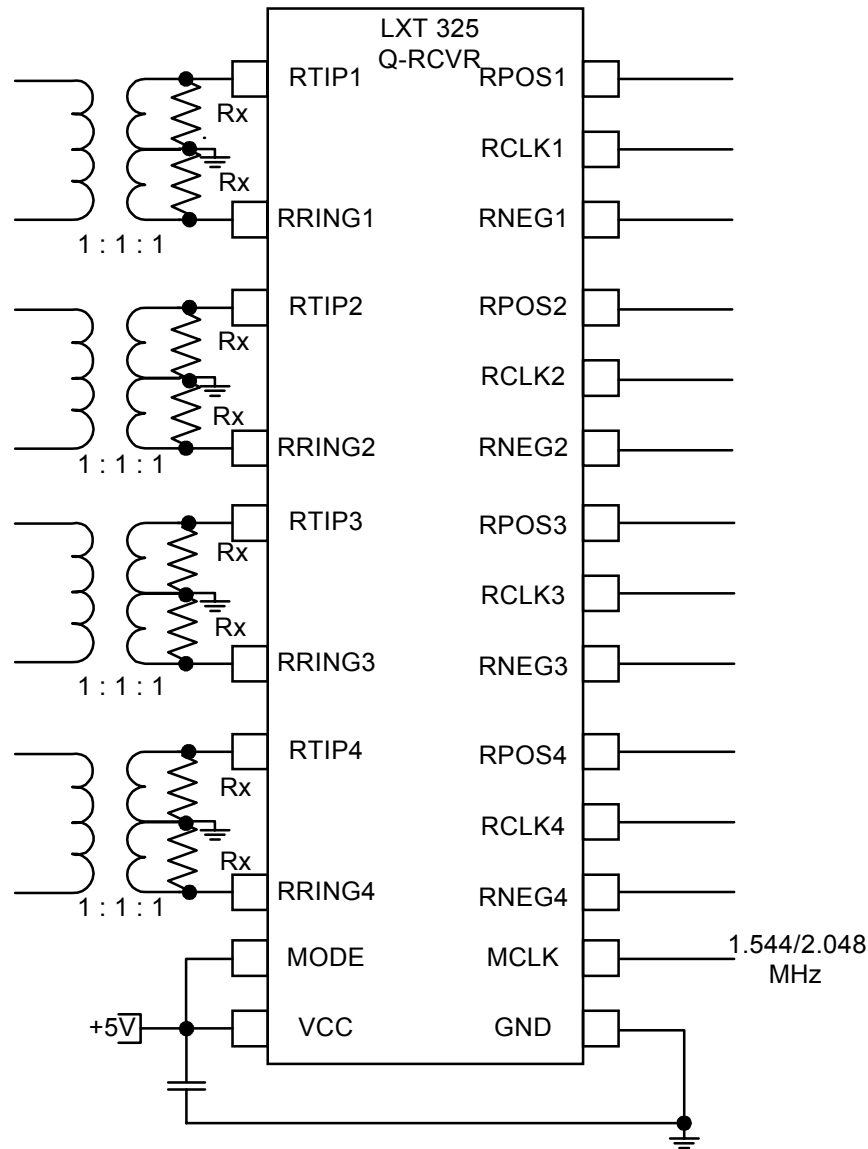 LXT 325
Q-RCVR
RTIP1
RPOS1
Rx
RCLK1
Rx
RRING1
RNEG1
1 : 1 : 1
RTIP2
RPOS2
Rx
RCLK2
Rx
RRING2
RNEG2
1 : 1 : 1
RTIP3
RPOS3
Rx
RCLK3
Rx
RRING3
RNEG3
1 : 1 : 1
RTIP4
RPOS4
Rx
RCLK4
Rx
RRING4
RNEG4
1 : 1 : 1
MODE
MCLK
1.544/2.048
MHz
+5V
VCC
GND